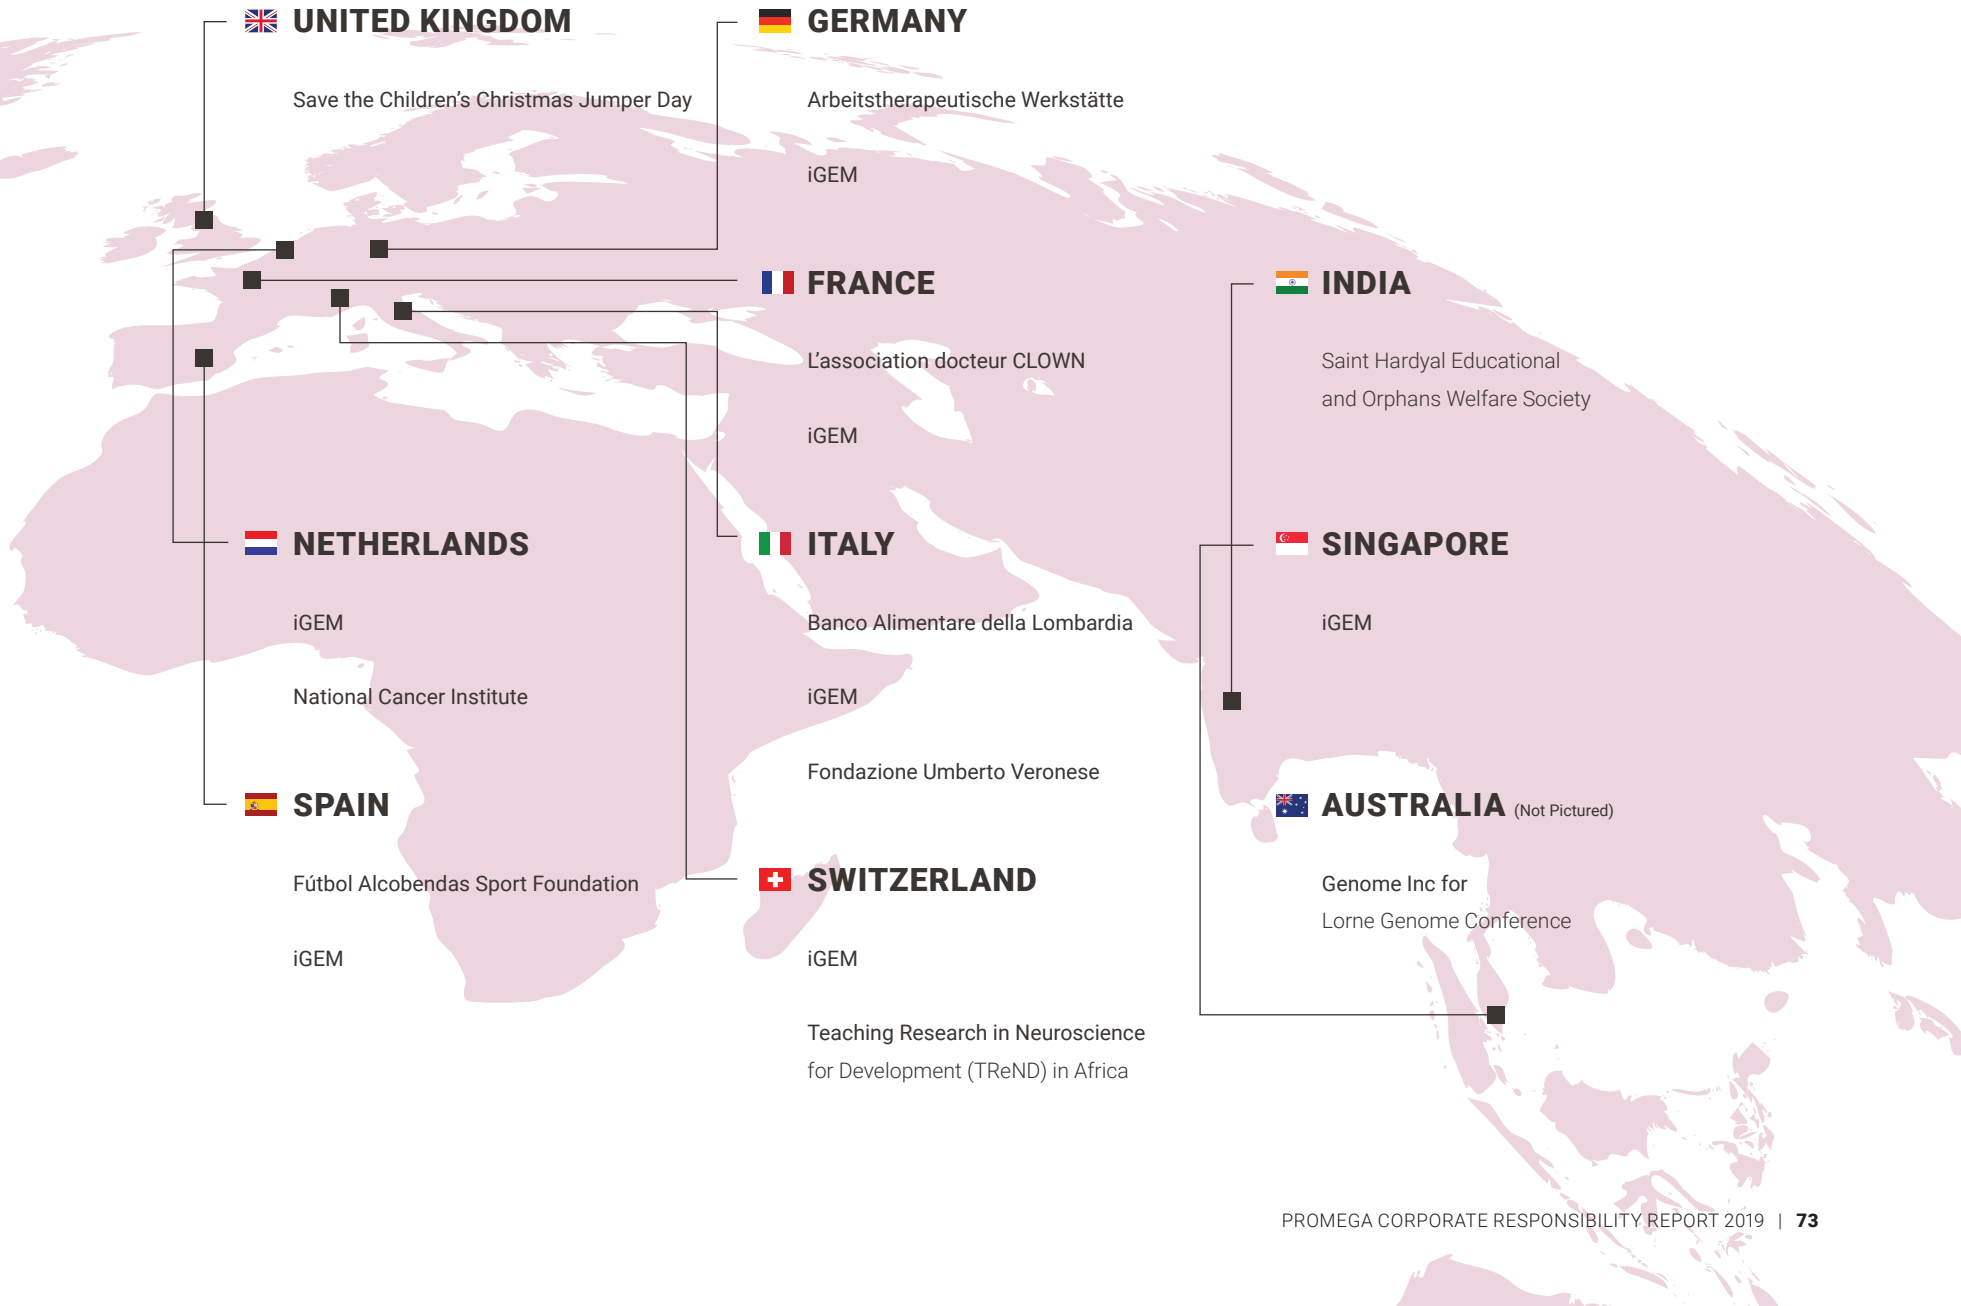 UNITED KINGDOM
Save the Children's Christmas Jumper Day
GERMANY
Arbeitstherapeutische Werkstätte
iGEM
FRANCE
L'association docteur CLOWN
iGEM
INDIA
Saint Hardyal Educational
and Orphans Welfare Society
NETHERLANDS
iGEM
National Cancer Institute
ITALY
Banco Alimentare della Lombardia
iGEM
Fondazione Umberto Veronese
SINGAPORE
iGEM
SPAIN
Fútbol Alcobendas Sport Foundation
iGEM
SWITZERLAND
iGEM
Teaching Research in Neuroscience
for Development (TReND) in Africa
AUSTRALIA (Not Pictured)
Genome Inc for
Lorne Genome Conference
PROMEGA CORPORATE RESPONSIBILITY REPORT 2019 | 73